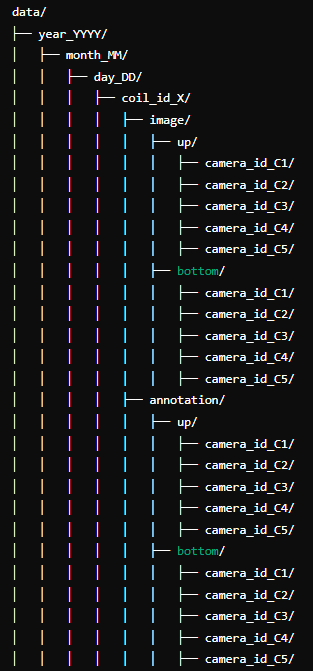 data/
├── year_YYYY/
│   ├── month_MM/
│   │   ├── day_DD/
│   │   │   ├── coil_id_X/
│   │   │   │   ├── image/
│   │   │   │   │   ├── up/
│   │   │   │   │   │   ├── camera_id_C1/
│   │   │   │   │   │   ├── camera_id_C2/
│   │   │   │   │   │   ├── camera_id_C3/
│   │   │   │   │   │   ├── camera_id_C4/
│   │   │   │   │   │   ├── camera_id_C5/
│   │   │   │   │   ├── bottom/
│   │   │   │   │   │   ├── camera_id_C1/
│   │   │   │   │   │   ├── camera_id_C2/
│   │   │   │   │   │   ├── camera_id_C3/
│   │   │   │   │   │   ├── camera_id_C4/
│   │   │   │   │   │   ├── camera_id_C5/
│   │   │   │   ├── annotation/
│   │   │   │   │   ├── up/
│   │   │   │   │   │   ├── camera_id_C1/
│   │   │   │   │   │   ├── camera_id_C2/
│   │   │   │   │   │   ├── camera_id_C3/
│   │   │   │   │   │   ├── camera_id_C4/
│   │   │   │   │   │   ├── camera_id_C5/
│   │   │   │   │   ├── bottom/
│   │   │   │   │   │   ├── camera_id_C1/
│   │   │   │   │   │   ├── camera_id_C2/
│   │   │   │   │   │   ├── camera_id_C3/
│   │   │   │   │   │   ├── camera_id_C4/
│   │   │   │   │   │   ├── camera_id_C5/